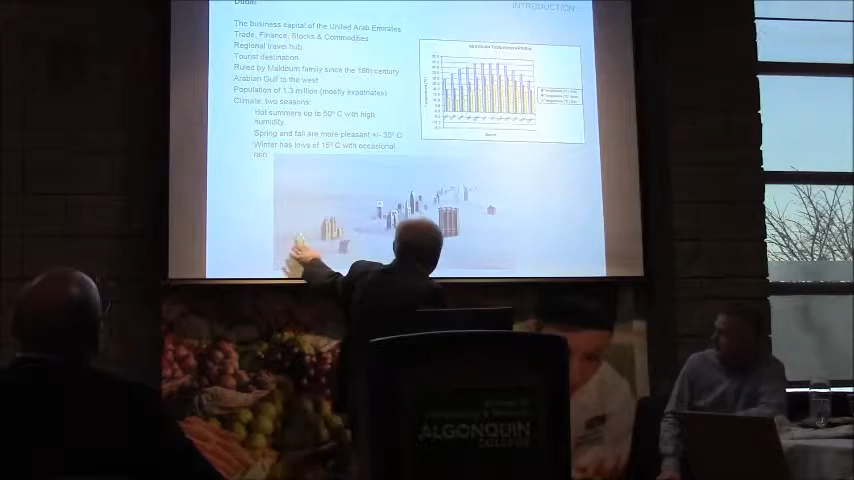 Dubai
INTRODUCTION
The business capital of the United Arab Emirates
Trade, Finance, Stocks & Commodities
Regional travel hub
Tourist destination
Ruled by Maktoum family since the 18th century
Arabian Gulf to the west
Population of 1.3 million (mostly expatriates)
Climate: two seasons:
Hot summers up to 50° C with high
humidity.
Spring and fall are more pleasant +/- 30° C
Winter has lows of 15° C with occasional
rain
ALGONQUIN
COLLEGE